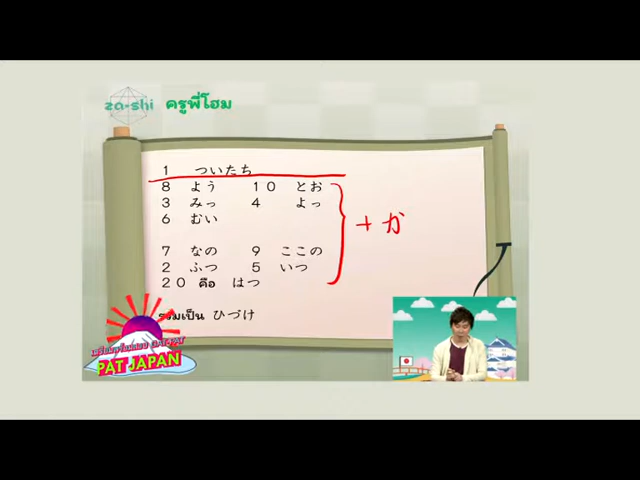 za-shi ครูพี่โฮม
1 ついたち
8 よう 10 とお
3 みっ 4 よっ
6 むい
+ か
7 なの 9 ここの
2 ふつ 5 いつ
20 คือ はつ
รวมเป็น ひづけ
PAT JAPAN